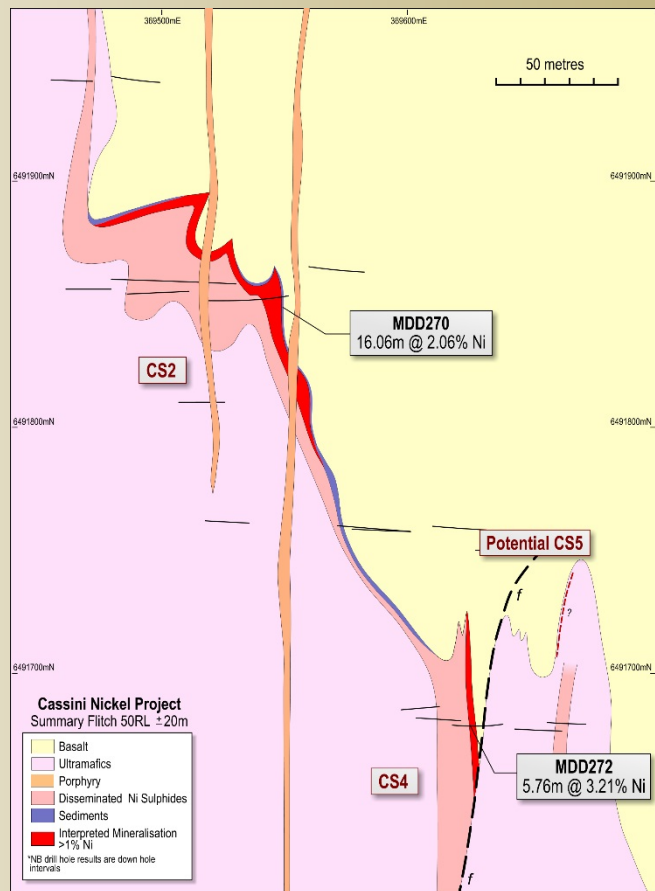 369500mE
369600mE
50 metres
6491900mN
6491900mN
MDD270
16.06m @ 2.06% Ni
CS2
6491800mN
6491800mN
Potential CS5
f
?
6491700mN
6491700mN
Cassini Nickel Project
Summary Flitch 50RL ±20m
Basalt
Ultramafics
Porphyry
Disseminated Ni Sulphides
Sediments
Interpreted Mineralisation
>1% Ni
*NB drill hole results are down hole
intervals
MDD272
5.76m @ 3.21% Ni
CS4
f